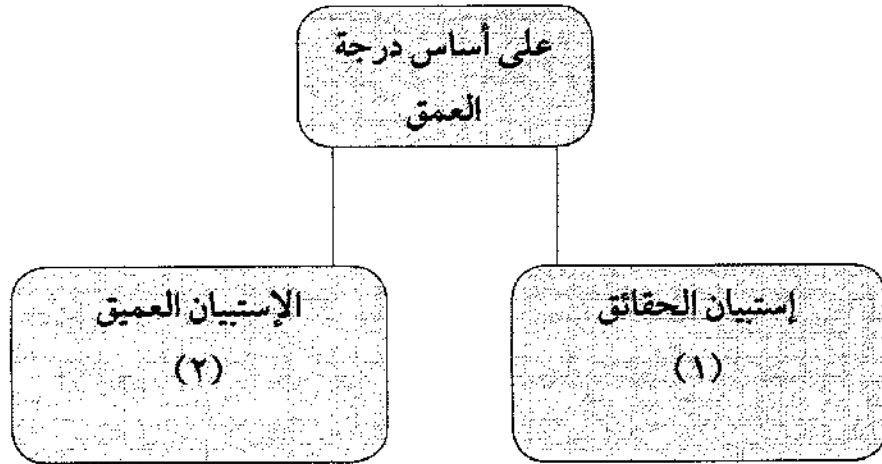 على أساس درجة
العمق
إستبيان الحقائق
(١)
الإستبيان العميق
(٢)